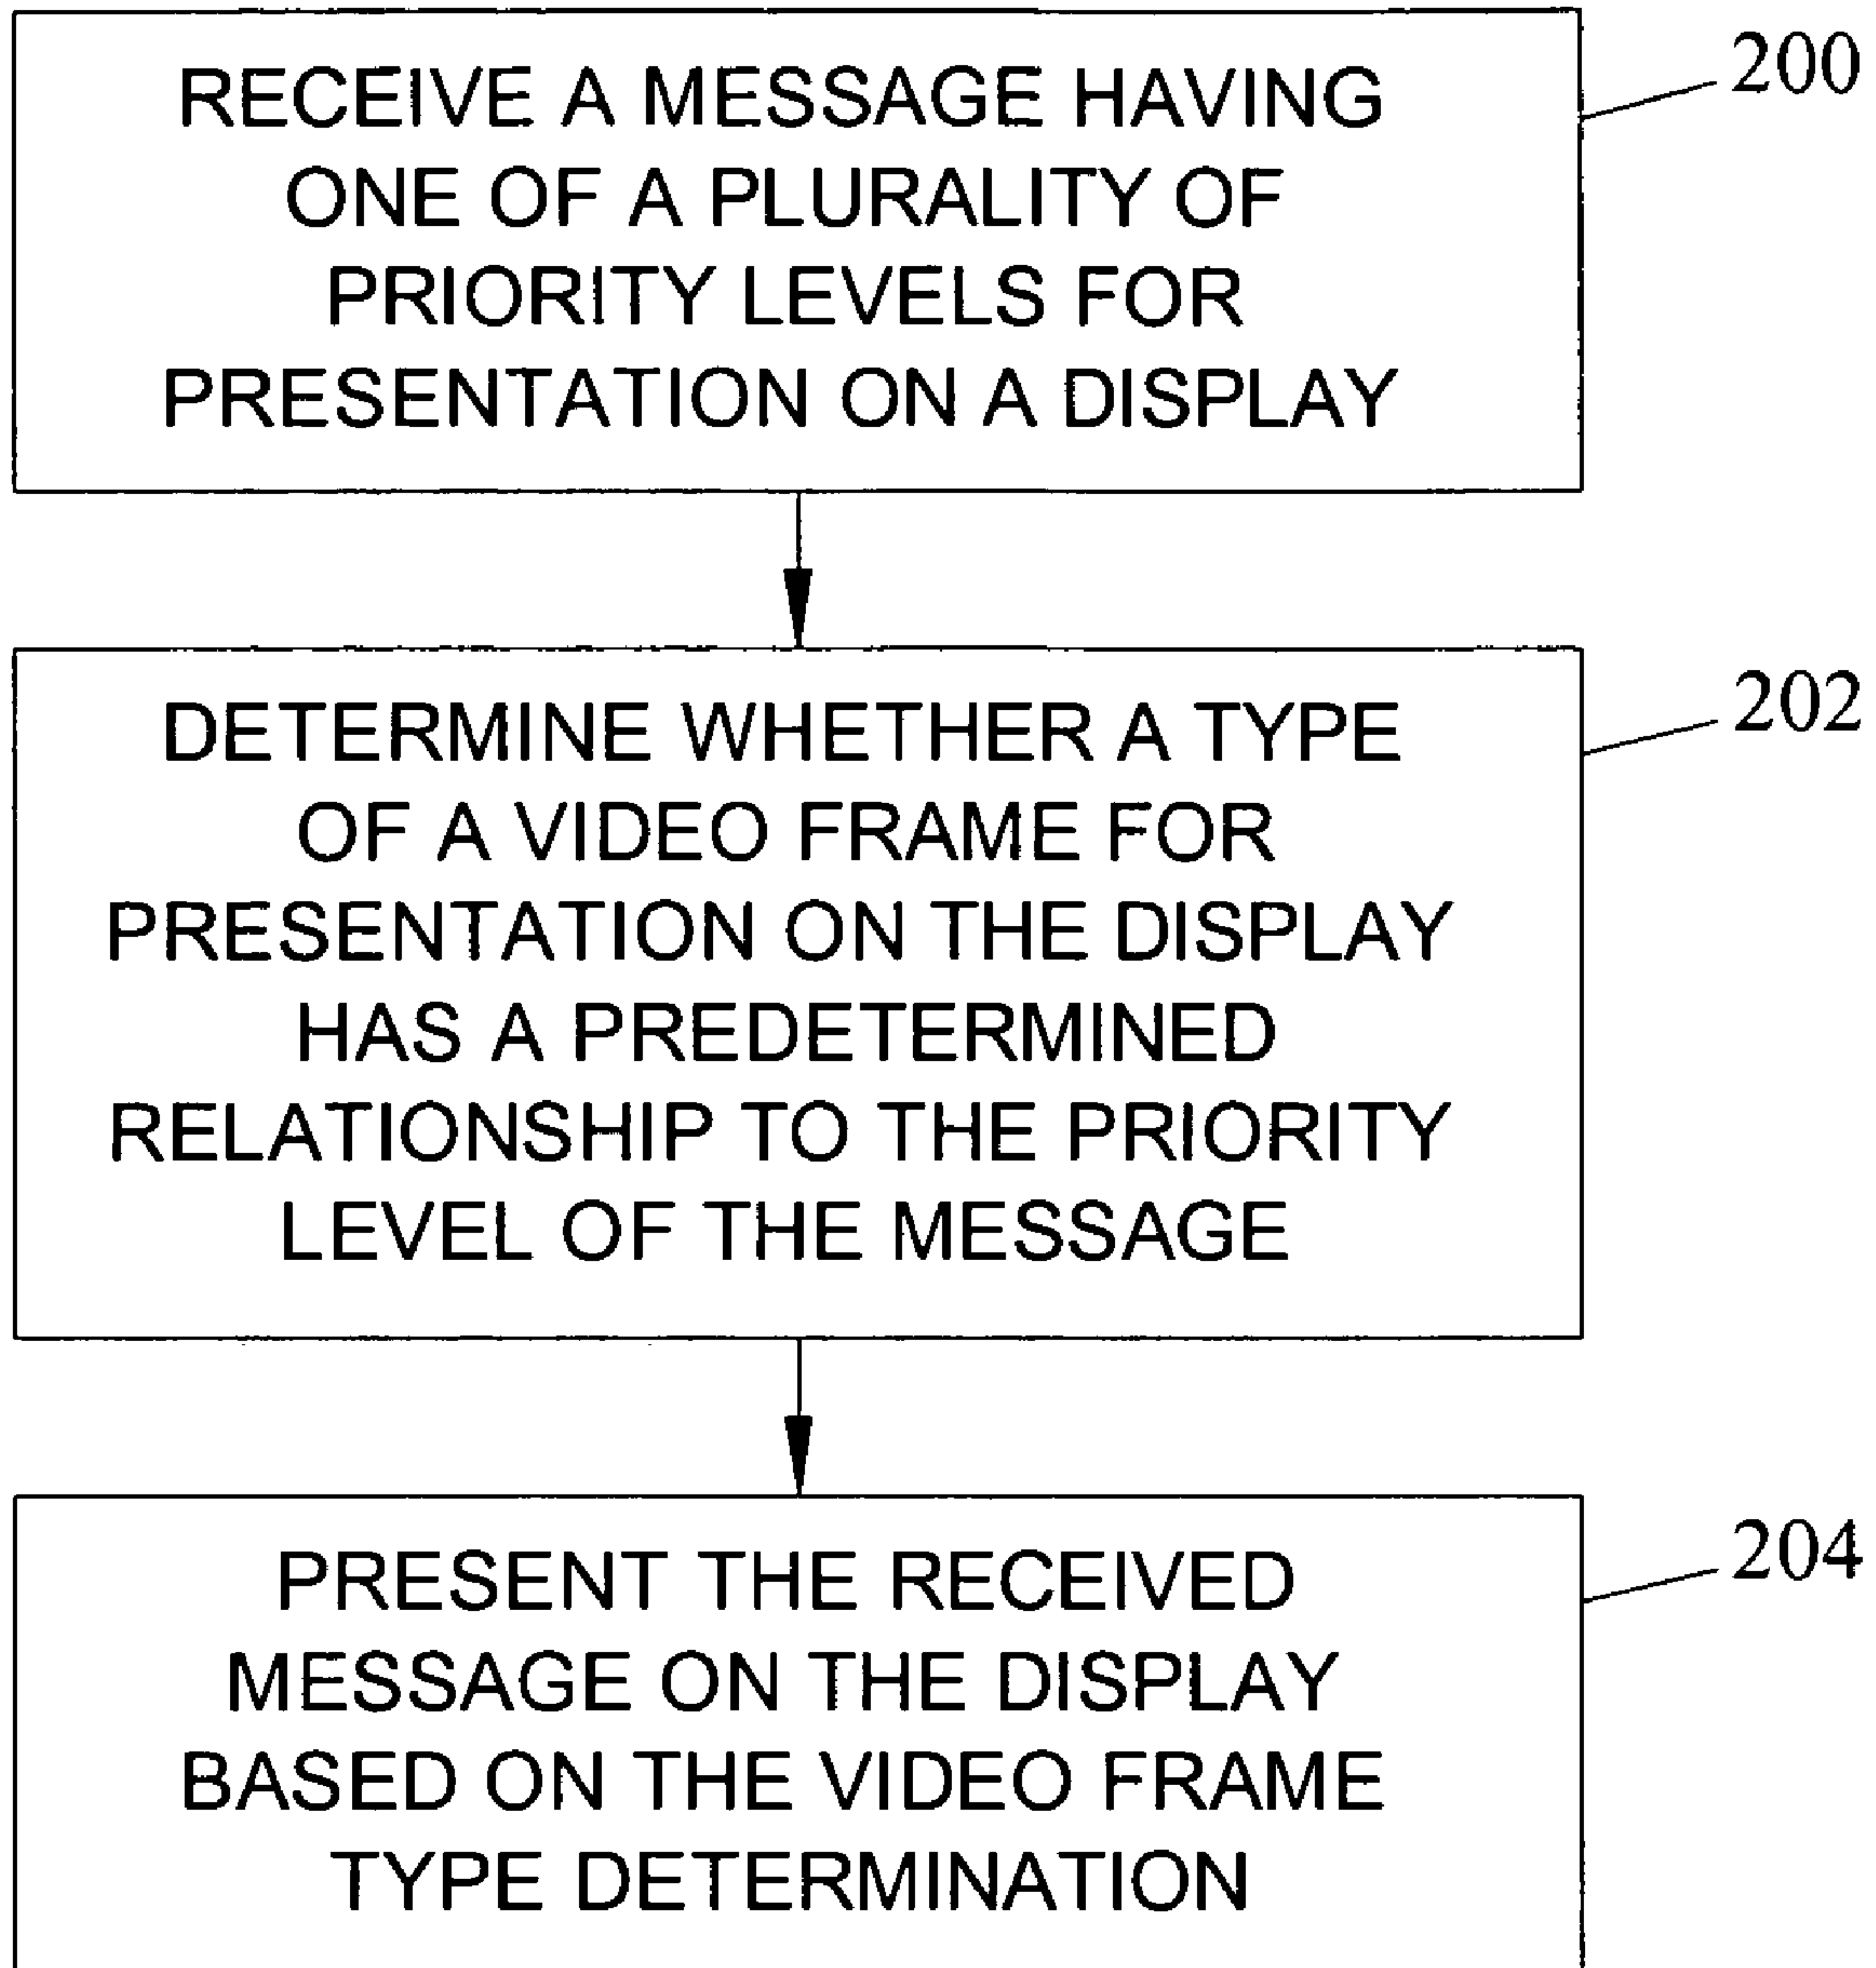 RECEIVE A MESSAGE HAVING
ONE OF A PLURALITY OF
PRIORITY LEVELS FOR
PRESENTATION ON A DISPLAY
200
DETERMINE WHETHER A TYPE
OF A VIDEO FRAME FOR
PRESENTATION ON THE DISPLAY
HAS A PREDETERMINED
RELATIONSHIP TO THE PRIORITY
LEVEL OF THE MESSAGE
202
PRESENT THE RECEIVED
MESSAGE ON THE DISPLAY
BASED ON THE VIDEO FRAME
TYPE DETERMINATION
204